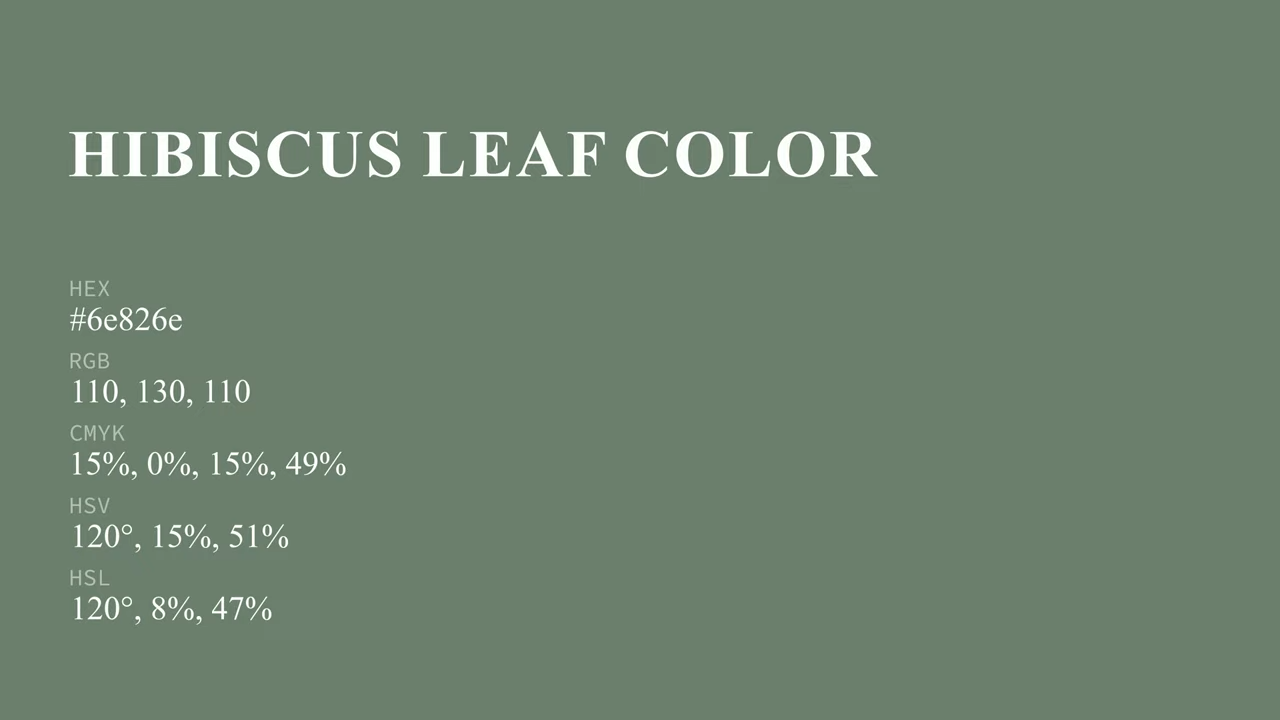 HIBISCUS LEAF COLOR
HEX
#6e826e
RGB
110, 130, 110
CMYK
15%, 0%, 15%, 49%
HSV
120°, 15%, 51%
HSL
120°, 8%, 47%